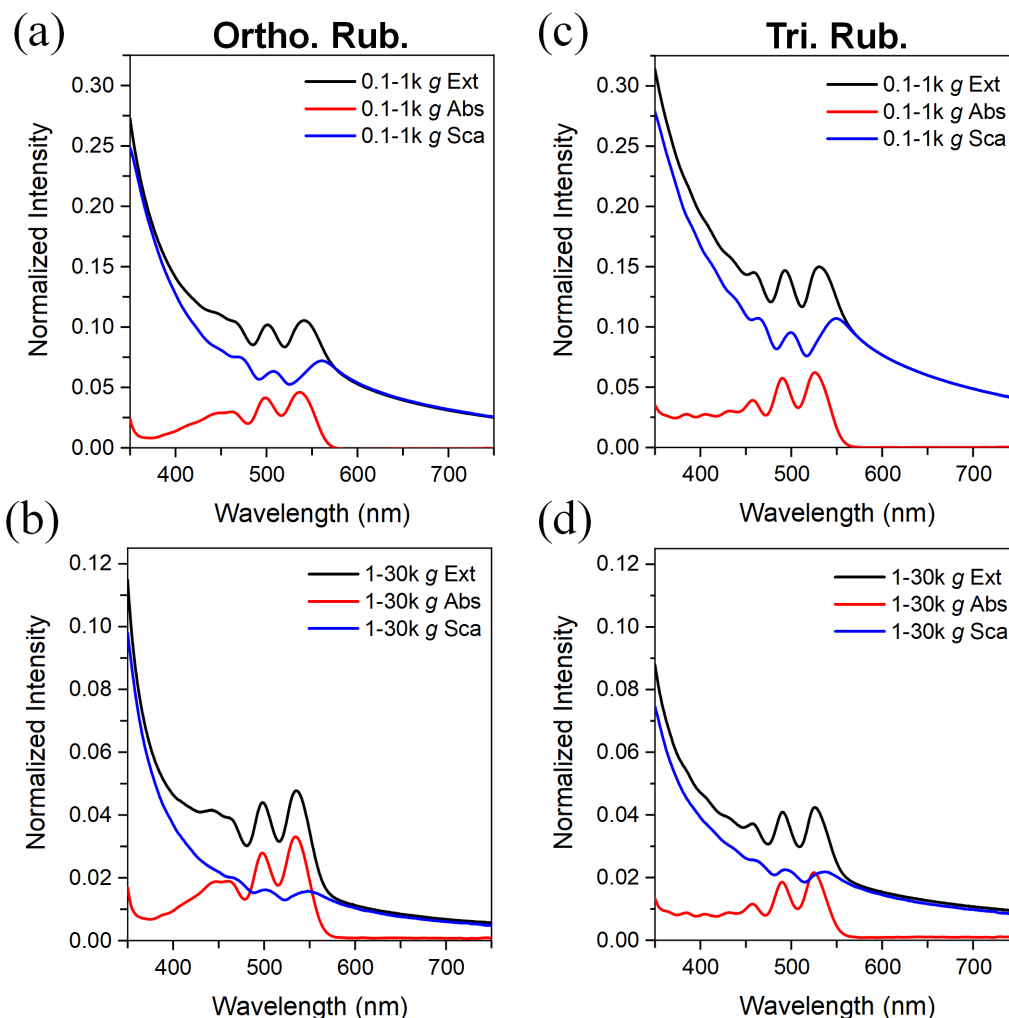 (a)
Ortho. Rub.
0.1-1k g Ext
0.1-1k g Abs
0.1-1k g Sca
Normalized Intensity
0.30
0.25
0.20
0.15
0.10
0.05
0.00
400 500 600 700
Wavelength (nm)
(c)
Tri. Rub.
0.1-1k g Ext
0.1-1k g Abs
0.1-1k g Sca
Normalized Intensity
0.30
0.25
0.20
0.15
0.10
0.05
0.00
400 500 600 700
Wavelength (nm)
(b)
1-30k g Ext
1-30k g Abs
1-30k g Sca
Normalized Intensity
0.12
0.10
0.08
0.06
0.04
0.02
0.00
400 500 600 700
Wavelength (nm)
(d)
1-30k g Ext
1-30k g Abs
1-30k g Sca
Normalized Intensity
0.12
0.10
0.08
0.06
0.04
0.02
0.00
400 500 600 700
Wavelength (nm)